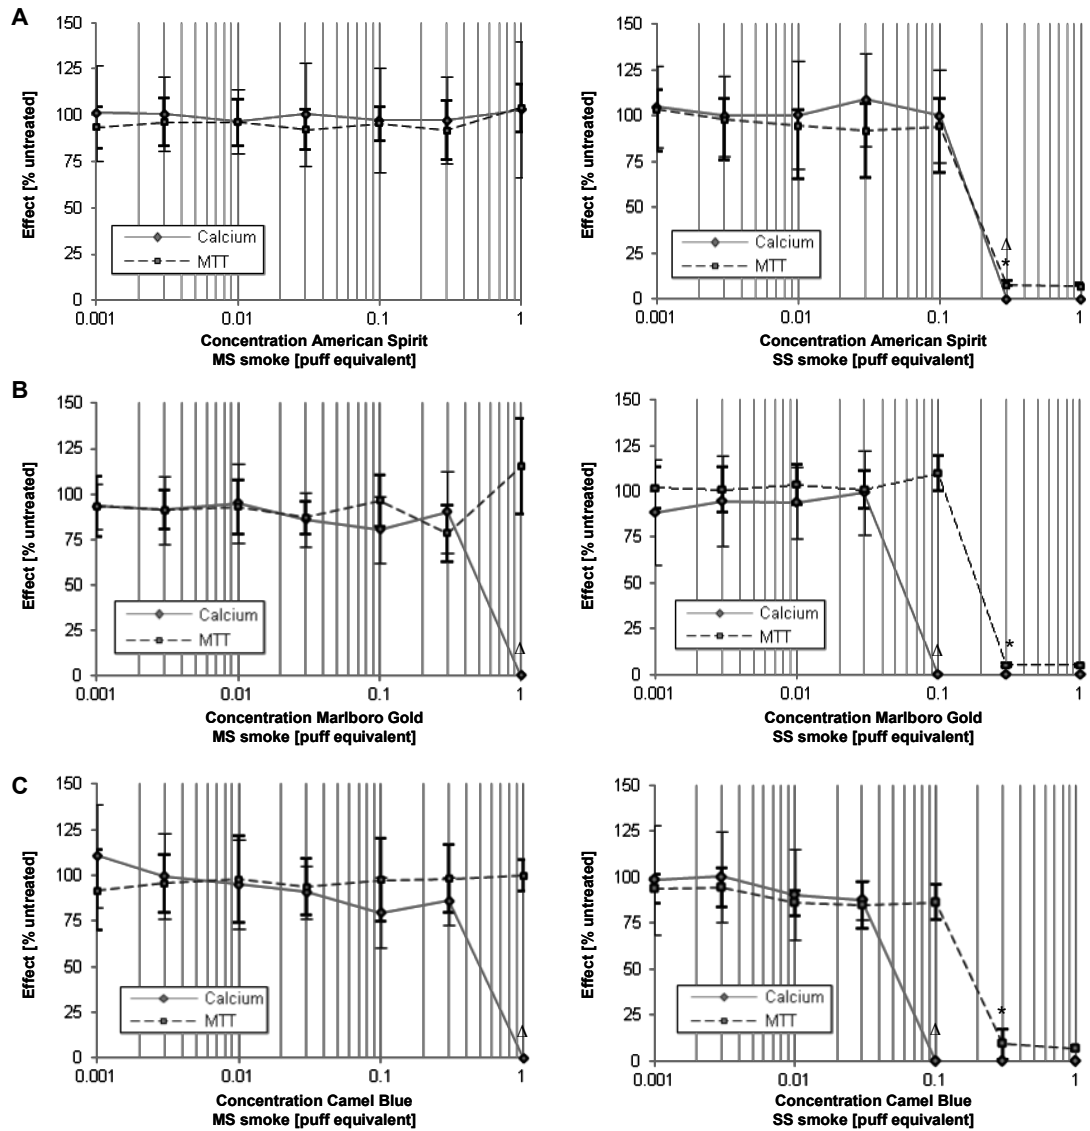 A
150
125
100
75
50
25
0
Effect [% untreated]
Calcium
MTT
0.001 0.01 0.1 1
Concentration American Spirit
MS smoke [puff equivalent]
150
125
100
75
50
25
0
Effect [% untreated]
Calcium
MTT
Δ
*
0.001 0.01 0.1 1
Concentration American Spirit
SS smoke [puff equivalent]
B
150
125
100
75
50
25
0
Effect [% untreated]
Calcium
MTT
Δ
0.001 0.01 0.1 1
Concentration Marlboro Gold
MS smoke [puff equivalent]
150
125
100
75
50
25
0
Effect [% untreated]
Calcium
MTT
Δ
*
0.001 0.01 0.1 1
Concentration Marlboro Gold
SS smoke [puff equivalent]
C
150
125
100
75
50
25
0
Effect [% untreated]
Calcium
MTT
Δ
0.001 0.01 0.1 1
Concentration Camel Blue
MS smoke [puff equivalent]
150
125
100
75
50
25
0
Effect [% untreated]
Calcium
MTT
Δ
*
0.001 0.01 0.1 1
Concentration Camel Blue
SS smoke [puff equivalent]